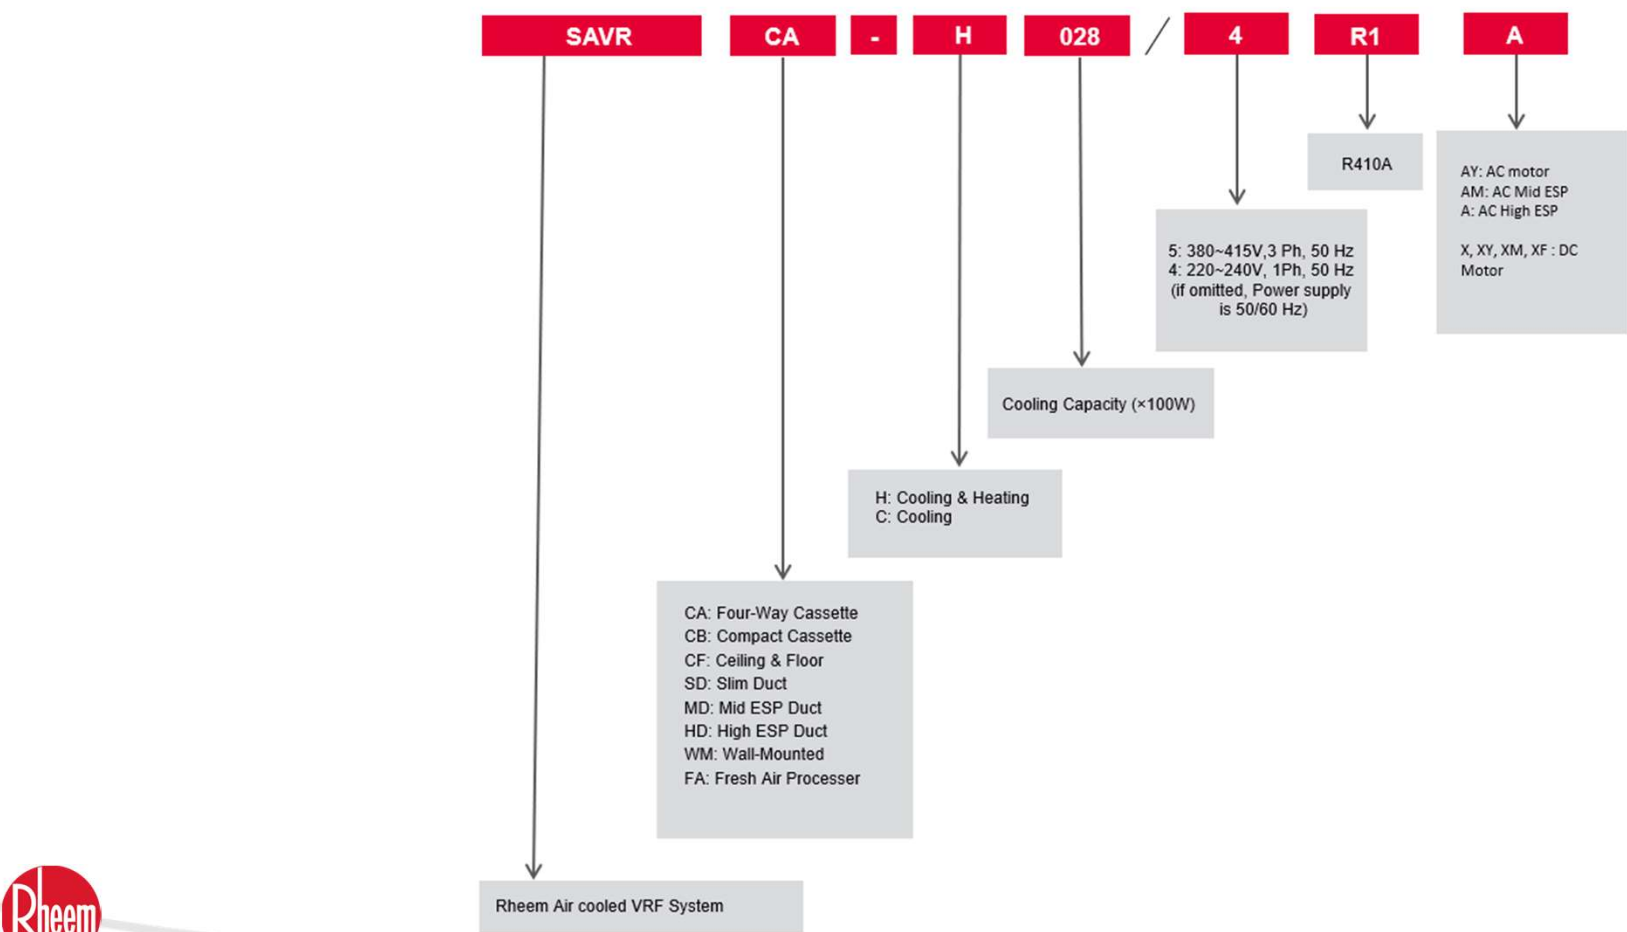 SAVR CA - H 028 / 4 R1 A
R410A
AY: AC motor
AM: AC Mid ESP
A: AC High ESP
X, XY, XM, XF : DC
Motor
5: 380~415V,3 Ph, 50 Hz
4: 220~240V, 1Ph, 50 Hz
(if omitted, Power supply
is 50/60 Hz)
Cooling Capacity (×100W)
H: Cooling & Heating
C: Cooling
CA: Four-Way Cassette
CB: Compact Cassette
CF: Ceiling & Floor
SD: Slim Duct
MD: Mid ESP Duct
HD: High ESP Duct
WM: Wall-Mounted
FA: Fresh Air Processer
Rheem Air cooled VRF System
Rheem